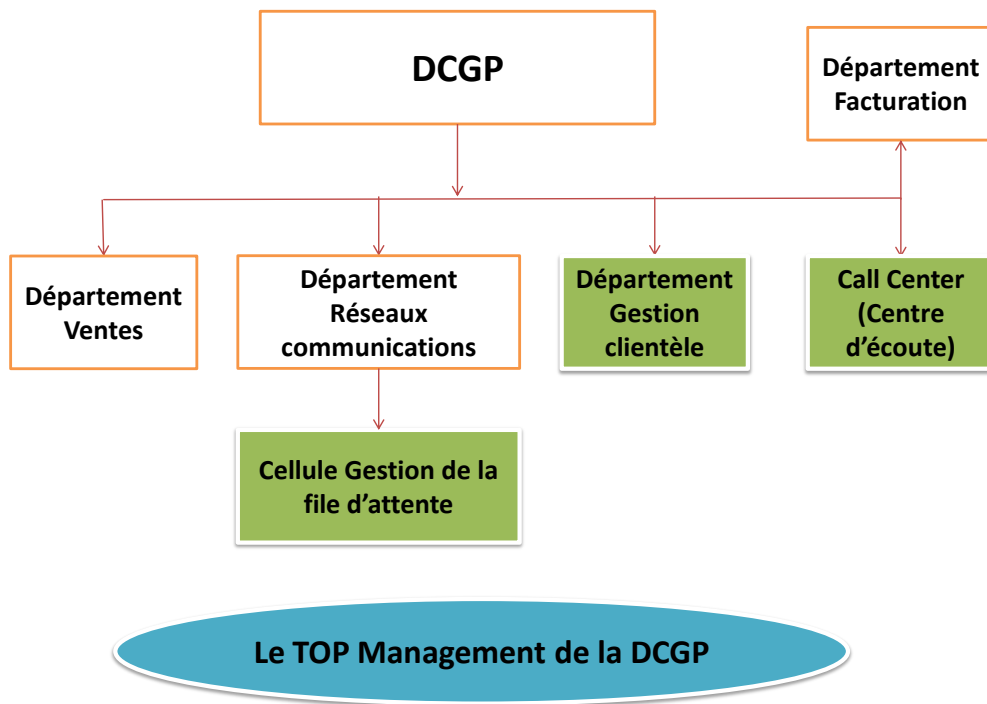 DCGP
Département
Facturation
Département
Ventes
Département
Réseaux
communications
Département
Gestion
clientèle
Call Center
(Centre
d’écoute)
Cellule Gestion de la
file d’attente
Le TOP Management de la DCGP